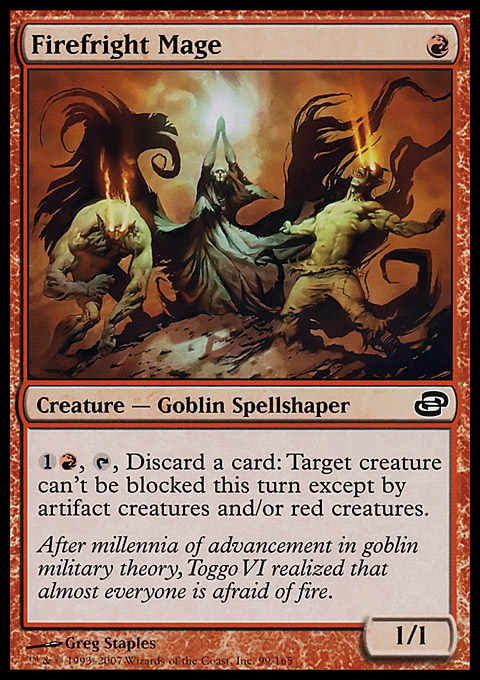 Firefright Mage
Creature — Goblin Spellshaper
1 , , Discard a card: Target creature
can't be blocked this turn except by
artifact creatures and/or red creatures.
After millennia of advancement in goblin
military theory, Toggo VI realized that
almost everyone is afraid of fire.
Greg Staples
1/1
™ & © 1993–2007 Wizards of the Coast, Inc. 99/165